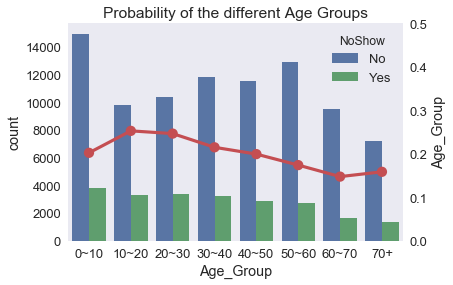 Probability of the different Age Groups
count
14000
12000
10000
8000
6000
4000
2000
0
0~10 10~20 20~30 30~40 40~50 50~60 60~70 70+
Age_Group
NoShow
No
Yes
0.5
0.4
0.3
0.2
0.1
0.0
Age_Group